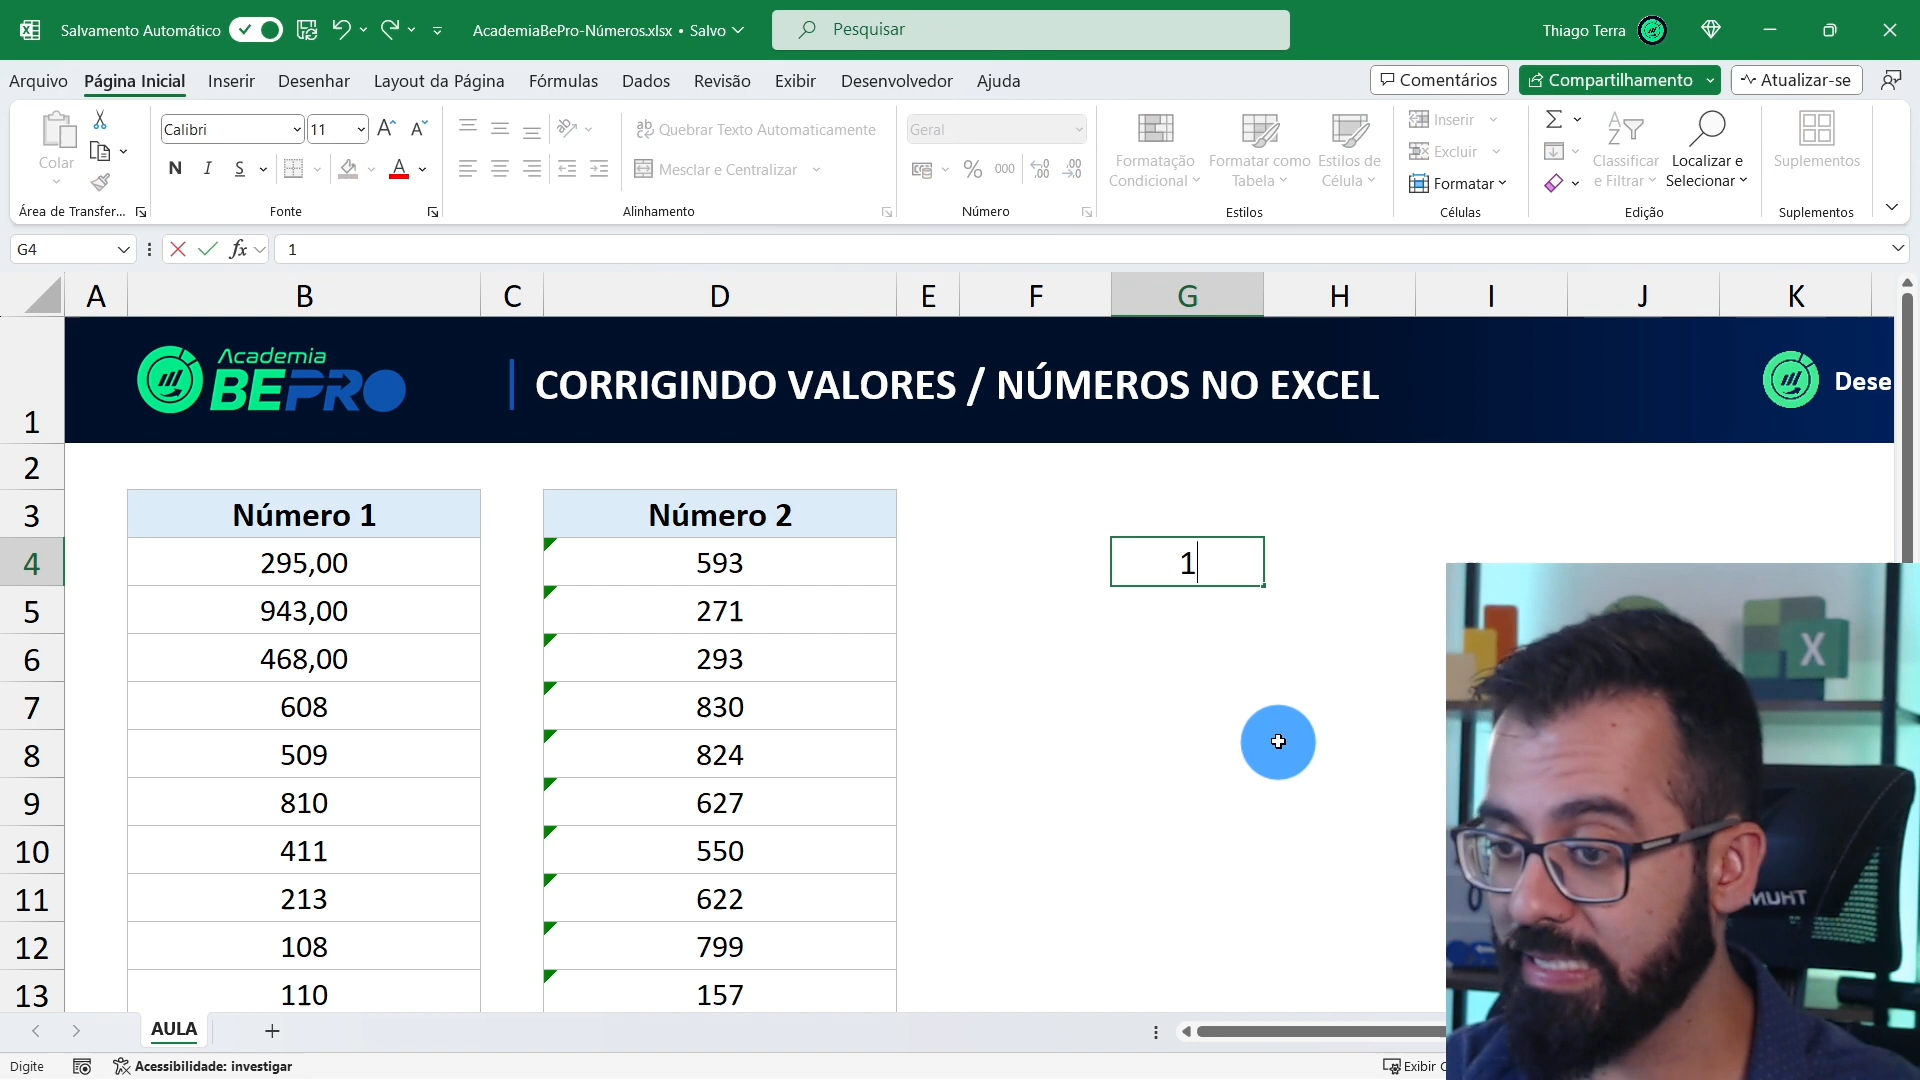 Salvamento Automático
AcademiaBePro-Números.xlsx • Salvo
Pesquisar
Thiago Terra
Arquivo Página Inicial Inserir Desenhar Layout da Página Fórmulas Dados Revisão Exibir Desenvolvedor Ajuda
Comentários Compartilhamento Atualizar-se
Colar
Área de Transfer...
Calibri 11
N I S
A
Fonte
Quebrar Texto Automaticamente
Mesclar e Centralizar
Alinhamento
Geral
% 000
Número
Formatação Condicional
Formatar como Tabela
Estilos de Célula
Estilos
Inserir
Excluir
Formatar
Células
Classificar e Filtrar
Localizar e Selecionar
Edição
Suplementos
Suplementos
G4
fx 1
A B C D E F G H I J K
1
Academia
BEPRO
CORRIGINDO VALORES / NÚMEROS NO EXCEL
Dese
2
3 Número 1 Número 2
4 295,00 593 1
5 943,00 271
6 468,00 293
7 608 830
8 509 824
9 810 627
10 411 550
11 213 622
12 108 799
13 110 157
AULA
Digite
Acessibilidade: investigar
Exibir